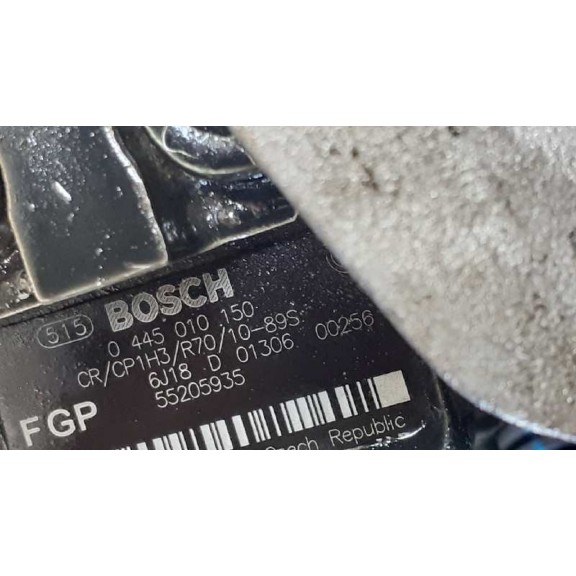 515 BOSCH
0 445 010 150
CR/CP1H3/R70/10-89S
6J18 D 01306 00256
55205935
FGP
Czech Republic